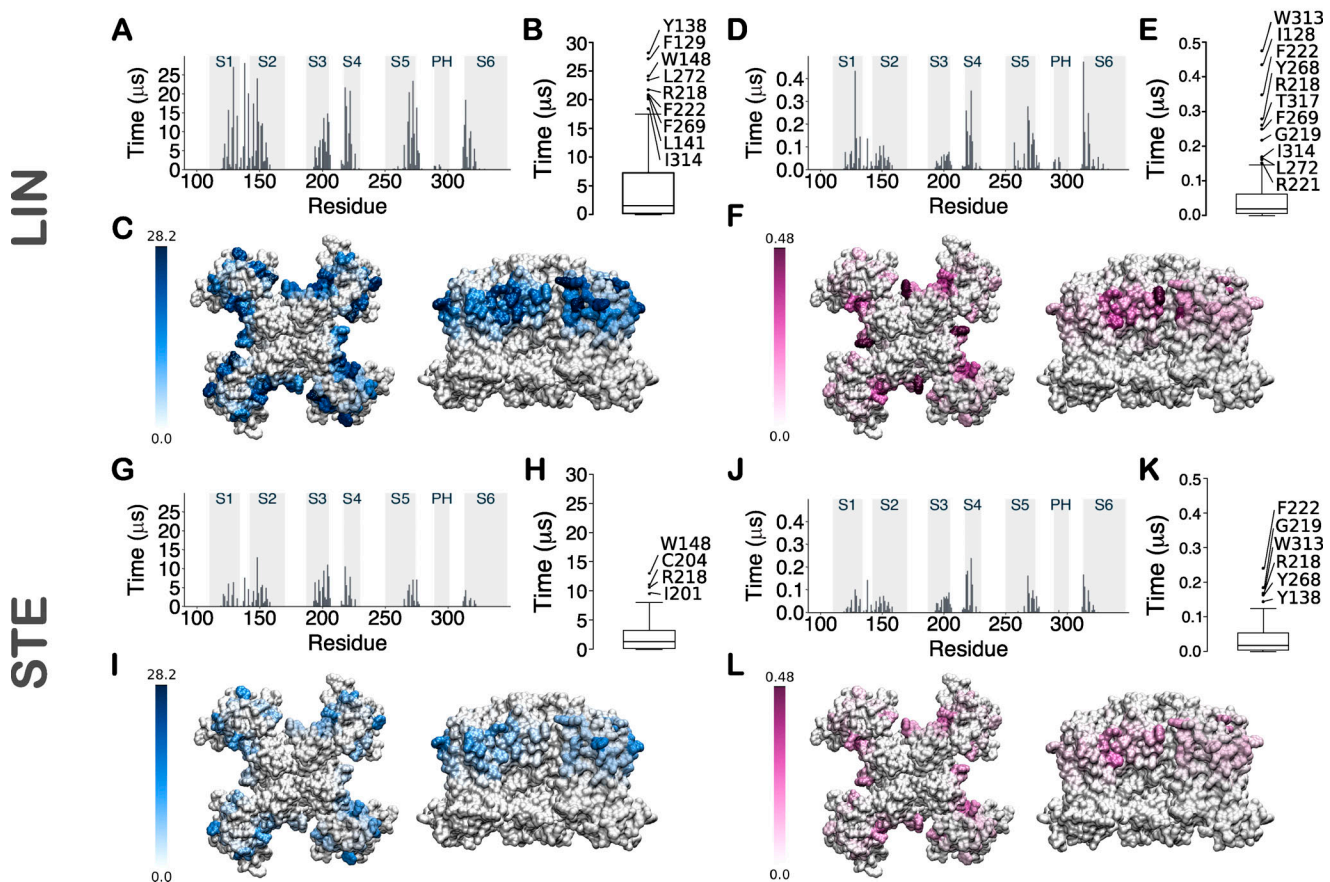 LIN
A
S1 S2 S3 S4 S5 PH S6
Time (μs)
25
20
15
10
5
0
100 150 200 250 300
Residue
B
Time (μs)
30
25
20
15
10
5
0
Y138
F129
W148
L272
R218
F222
F269
L141
I314
D
S1 S2 S3 S4 S5 PH S6
Time (μs)
0.4
0.3
0.2
0.1
0.0
100 150 200 250 300
Residue
E
Time (μs)
0.5
0.4
0.3
0.2
0.1
0.0
W313
I128
F222
Y268
R218
T317
F269
G219
I314
L272
R221
C
28.2
0.0
F
0.48
0.0
STE
G
S1 S2 S3 S4 S5 PH S6
Time (μs)
25
20
15
10
5
0
100 150 200 250 300
Residue
H
Time (μs)
30
25
20
15
10
5
0
W148
C204
R218
I201
J
S1 S2 S3 S4 S5 PH S6
Time (μs)
0.4
0.3
0.2
0.1
0.0
100 150 200 250 300
Residue
K
Time (μs)
0.5
0.4
0.3
0.2
0.1
0.0
F222
G219
W313
R218
Y268
Y138
I
28.2
0.0
L
0.48
0.0